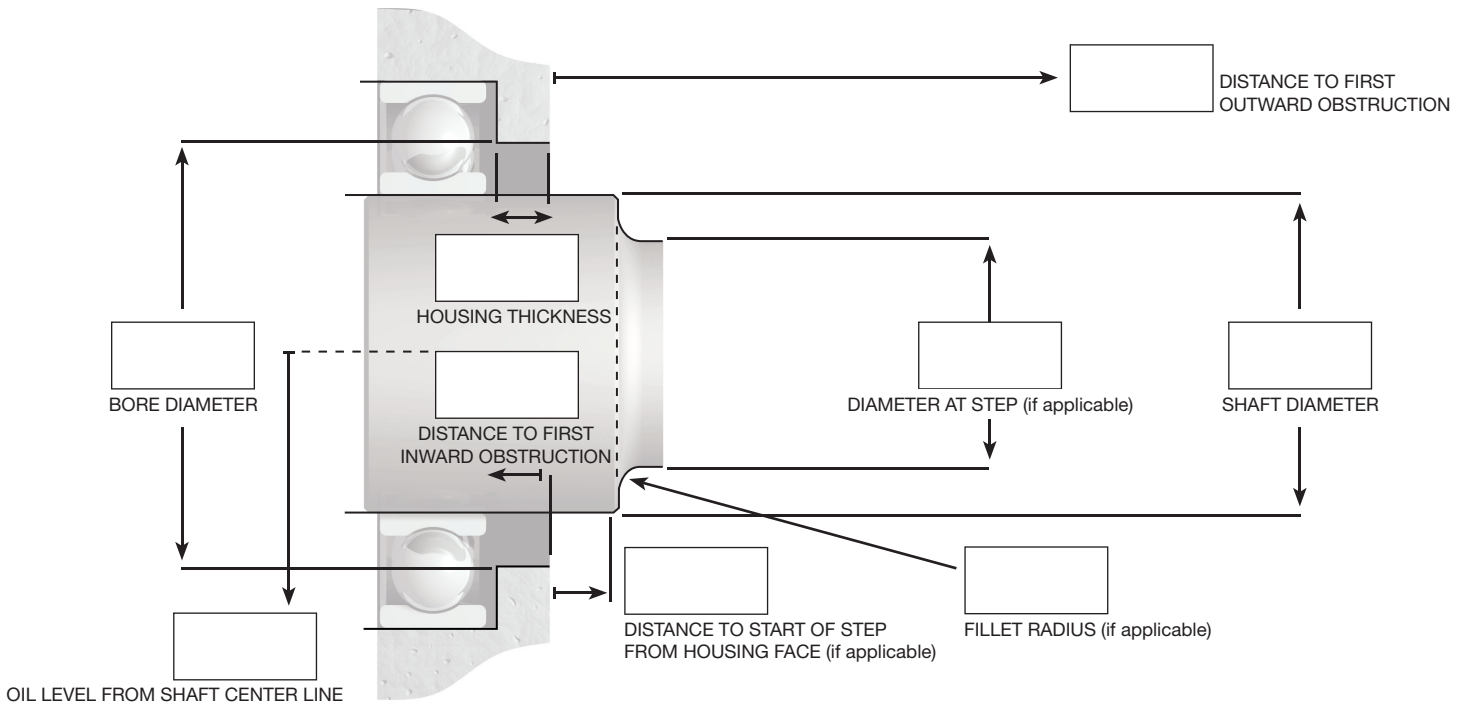 DISTANCE TO FIRST
OUTWARD OBSTRUCTION
HOUSING THICKNESS
BORE DIAMETER
DIAMETER AT STEP (if applicable)
SHAFT DIAMETER
DISTANCE TO FIRST
INWARD OBSTRUCTION
DISTANCE TO START OF STEP
FROM HOUSING FACE (if applicable)
FILLET RADIUS (if applicable)
OIL LEVEL FROM SHAFT CENTER LINE